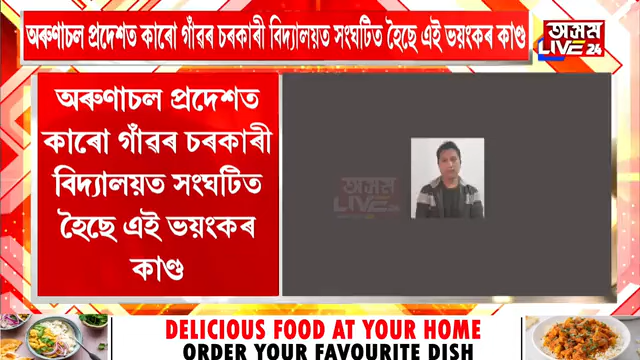 অৰুণাচল প্ৰদেশত কাৰো গাঁৱৰ চৰকাৰী বিদ্যালয়ত সংঘটিত হৈছে এই ভয়ংকৰ কাণ্ড
অসম
LIVE 24
অৰুণাচল প্ৰদেশত
কাৰো গাঁৱৰ চৰকাৰী
বিদ্যালয়ত সংঘটিত
হৈছে এই ভয়ংকৰ
কাণ্ড
অসম
LIVE 24
DELICIOUS FOOD AT YOUR HOME
ORDER YOUR FAVOURITE DISH